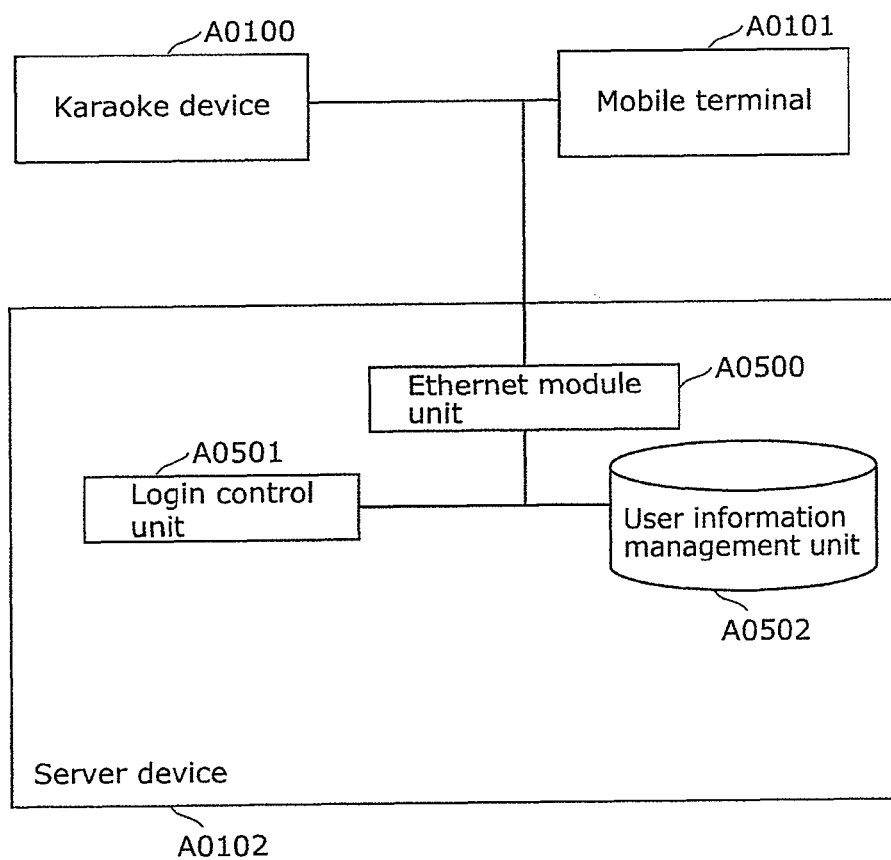 A0100
A0101
Karaoke device
Mobile terminal
A0500
Ethernet module
unit
A0501
Login control
unit
User information
management unit
A0502
Server device
A0102